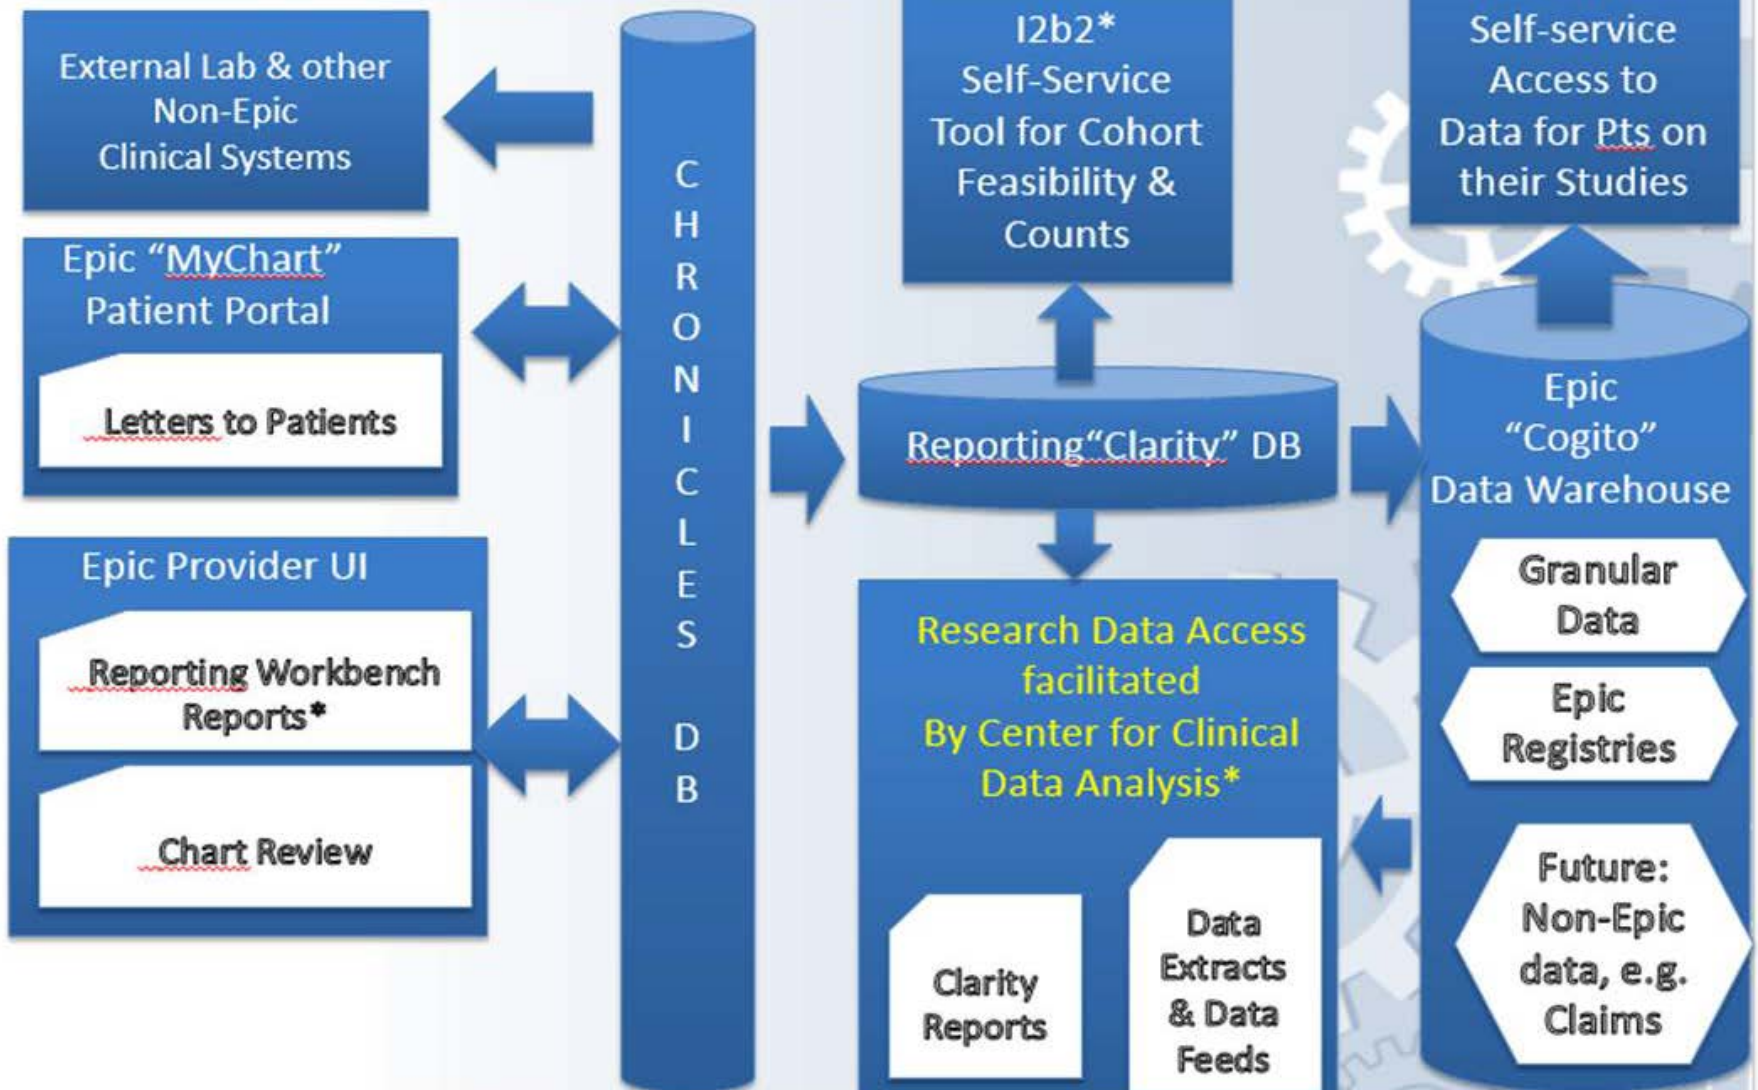 External Lab & other
Non-Epic
Clinical Systems
Epic “MyChart”
Patient Portal
Letters to Patients
Epic Provider UI
Reporting Workbench
Reports*
Chart Review
C
H
R
O
N
I
C
L
E
S
D
B
I2b2*
Self-Service
Tool for Cohort
Feasibility &
Counts
Reporting“Clarity” DB
Research Data Access
facilitated
By Center for Clinical
Data Analysis*
Clarity
Reports
Data
Extracts
& Data
Feeds
Self-service
Access to
Data for Pts on
their Studies
Epic
“Cogito”
Data Warehouse
Granular
Data
Epic
Registries
Future:
Non-Epic
data, e.g.
Claims